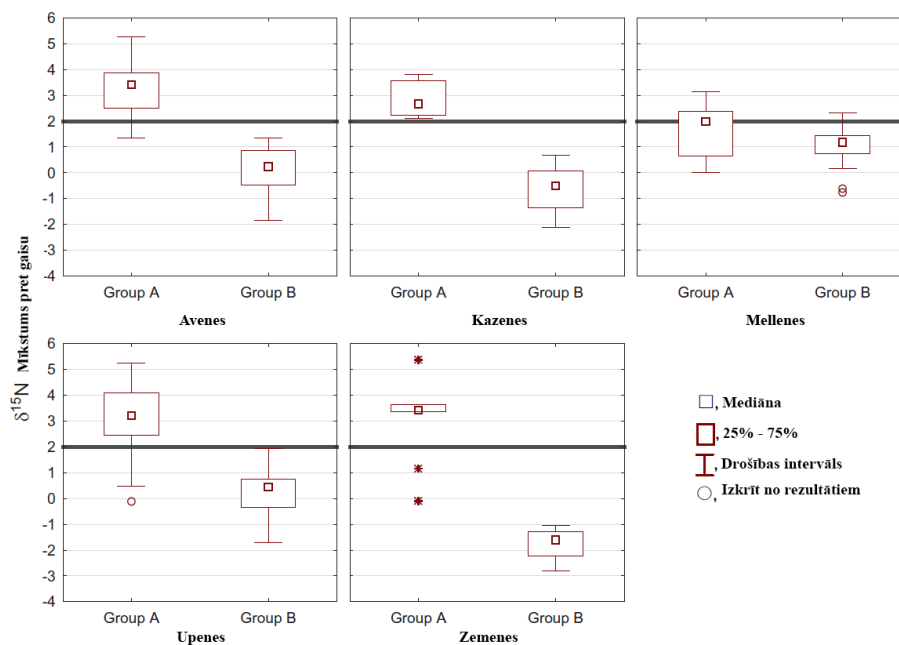 6
5
4
3
2
1
0
-1
-2
-3
-4
Group A Group B Group A Group B Group A Group B
Avenes Kazenes Mellenes
δ15N Mīkstums pret gaisu
6
5
4
3
2
1
0
-1
-2
-3
-4
Group A Group B Group A Group B
Upenes Zemenes
, Mediāna
, 25% - 75%
, Drošības intervāls
, Izkrīt no rezultātiem